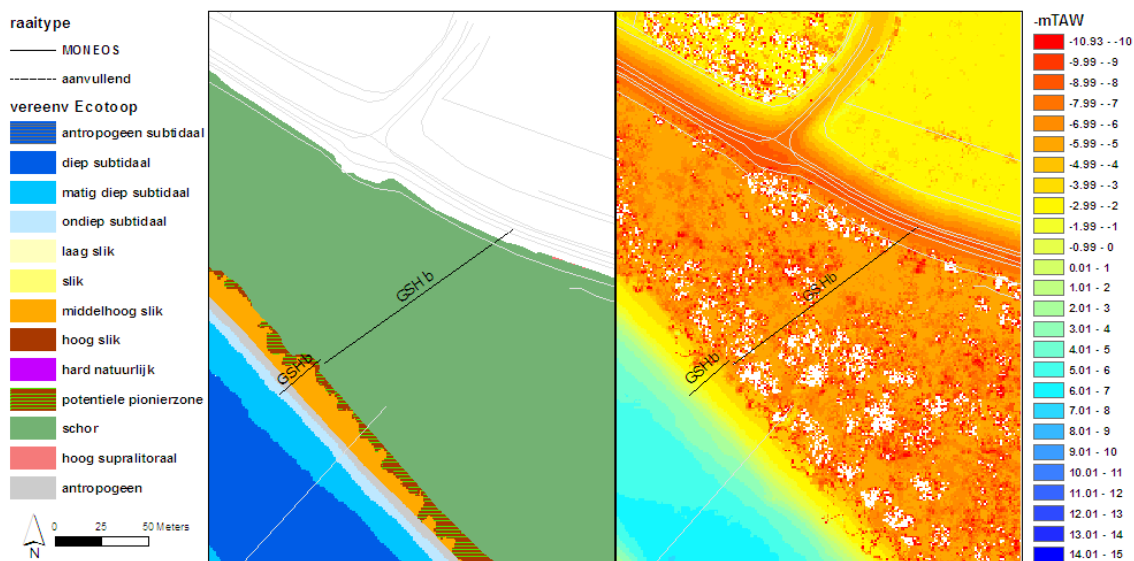 raaitype
MONEOS
aanvullend
vereenv Ecotoop
antropogeen subtidaal
diep subtidaal
matig diep subtidaal
ondiep subtidaal
laag slik
slik
middelhoog slik
hoog slik
hard natuurlijk
potentiele pionierzone
schor
hoog supralitoraal
antropogeen
0 25 50 Meters
N
GSH b
GSHb
GSHb
GSHb
-mTAW
-10.93 - -10
-9.99 - -9
-8.99 - -8
-7.99 - -7
-6.99 - -6
-5.99 - -5
-4.99 - -4
-3.99 - -3
-2.99 - -2
-1.99 - -1
-0.99 - 0
0.01 - 1
1.01 - 2
2.01 - 3
3.01 - 4
4.01 - 5
5.01 - 6
6.01 - 7
7.01 - 8
8.01 - 9
9.01 - 10
10.01 - 11
11.01 - 12
12.01 - 13
13.01 - 14
14.01 - 15